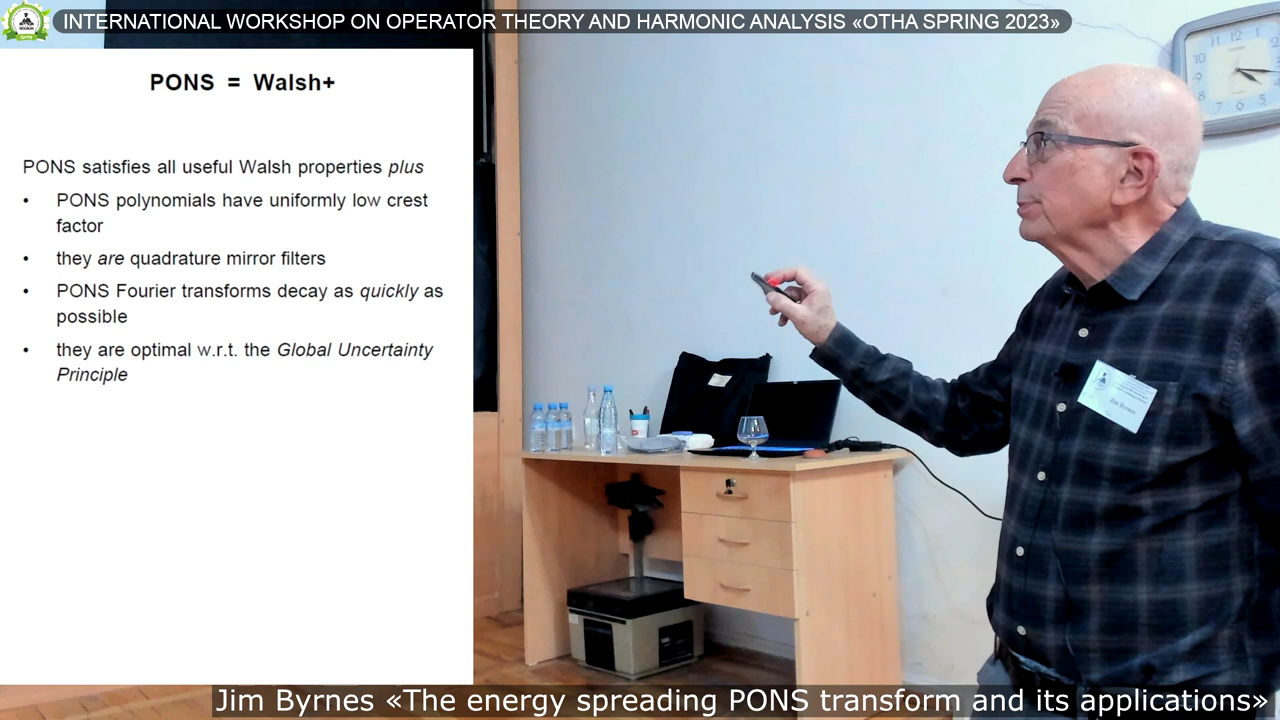 INTERNATIONAL WORKSHOP ON OPERATOR THEORY AND HARMONIC ANALYSIS «OTHA SPRING 2023»
PONS = Walsh+
PONS satisfies all useful Walsh properties plus
• PONS polynomials have uniformly low crest
factor
• they are quadrature mirror filters
• PONS Fourier transforms decay as quickly as
possible
• they are optimal w.r.t. the Global Uncertainty
Principle
Jim Byrnes
Jim Byrnes «The energy spreading PONS transform and its applications»